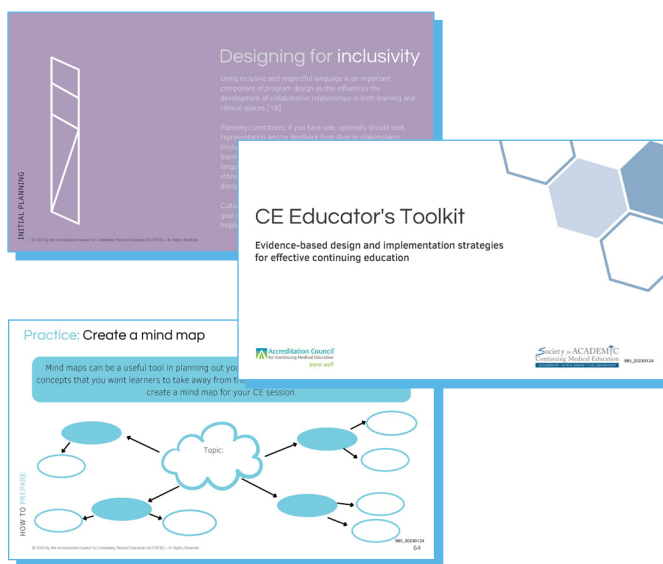 Designing for inclusivity
Using inclusive and respectful language is an important
component of program design as this influences the
development of collaborative relationships in both learning and
clinical spaces [18].
Planning committees, if you have one, optimally should seek
representation and/or feedback from diverse stakeholders
INITIAL PLANNING
© 2023 by the Accreditation Council for Continuing Medical Education (ACCME®) – All Rights Reserved
CE Educator's Toolkit
Evidence-based design and implementation strategies
for effective continuing education
Accreditation Council
for Continuing Medical Education
learn well
Society for ACADEMIC
Continuing Medical Education
985_20230124
Practice: Create a mind map
Mind maps can be a useful tool in planning out
concepts that you want learners to take away from the
create a mind map for your CE session.
Topic:
HOW TO PREPARE
© 2023 by the Accreditation Council for Continuing Medical Education (ACCME®) – All Rights Reserved
985_20230124
64